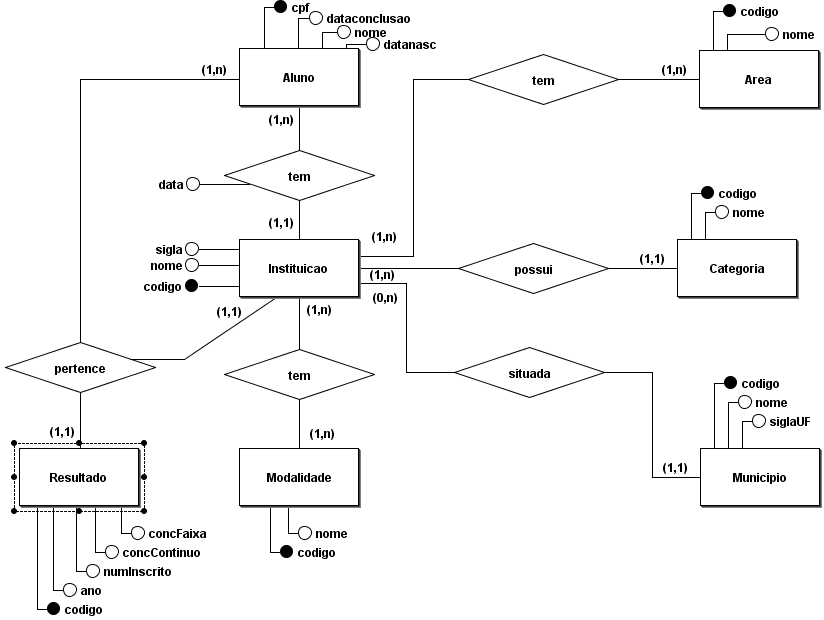 cpf
dataconclusao
nome
datanasc
codigo
nome
(1,n)
Aluno
tem
(1,n)
Area
(1,n)
data
tem
codigo
nome
(1,1)
(1,n)
sigla
nome
codigo
Instituicao
(1,n)
possui
(1,1)
Categoria
(0,n)
(1,1)
(1,n)
pertence
tem
situada
codigo
nome
siglaUF
(1,1)
(1,n)
(1,1)
Resultado
Modalidade
Municipio
concFaixa
nome
concContinuo
codigo
numInscrito
ano
codigo